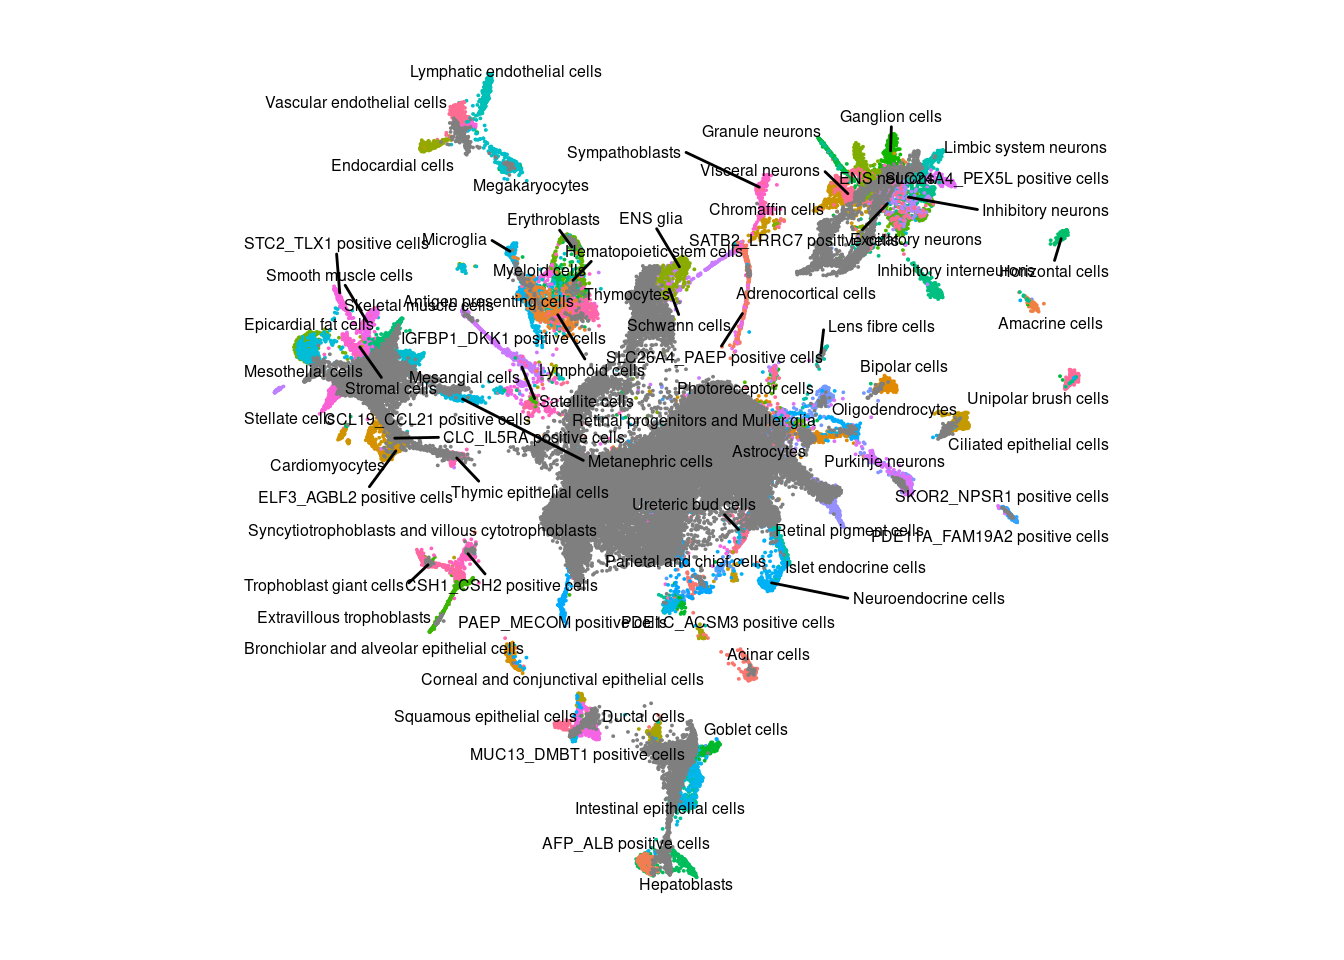 Lymphatic endothelial cells
Vascular endothelial cells
Ganglion cells
Granule neurons
Limbic system neurons
Sympathoblasts
Endocardial cells
Visceral neurons
ENS neurons
SLC24A4_PEX5L positive cells
Megakaryocytes
Chromaffin cells
Inhibitory neurons
Erythroblasts
ENS glia
STC2_TLX1 positive cells
Microglia
SATB2_LRRC7 positive cells
Excitatory neurons
Hematopoietic stem cells
Smooth muscle cells
Myeloid cells
Inhibitory interneurons
Horizontal cells
Skeletal muscle cells
Antigen presenting cells
Thymocytes
Adrenocortical cells
Epicardial fat cells
Schwann cells
Lens fibre cells
Amacrine cells
IGFBP1_DKK1 positive cells
SLC26A4_PAEP positive cells
Mesothelial cells
Mesangial cells
Lymphoid cells
Bipolar cells
Stromal cells
Photoreceptor cells
Unipolar brush cells
Satellite cells
Oligodendrocytes
Stellate cells
CCL19_CCL21 positive cells
Retinal progenitors and Muller glia
CLC_IL5RA positive cells
Ciliated epithelial cells
Astrocytes
Cardiomyocytes
Metanephric cells
Purkinje neurons
ELF3_AGBL2 positive cells
Thymic epithelial cells
SKOR2_NPSR1 positive cells
Ureteric bud cells
Syncytiotrophoblasts and villous cytotrophoblasts
Retinal pigment cells
PDE11A_FAM19A2 positive cells
Parietal and chief cells
Islet endocrine cells
Trophoblast giant cells
CSH1_CSH2 positive cells
Neuroendocrine cells
Extravillous trophoblasts
PAEP_MECOM positive cells
PDE1C_ACSM3 positive cells
Bronchiolar and alveolar epithelial cells
Acinar cells
Corneal and conjunctival epithelial cells
Squamous epithelial cells
Ductal cells
Goblet cells
MUC13_DMBT1 positive cells
Intestinal epithelial cells
AFP_ALB positive cells
Hepatoblasts